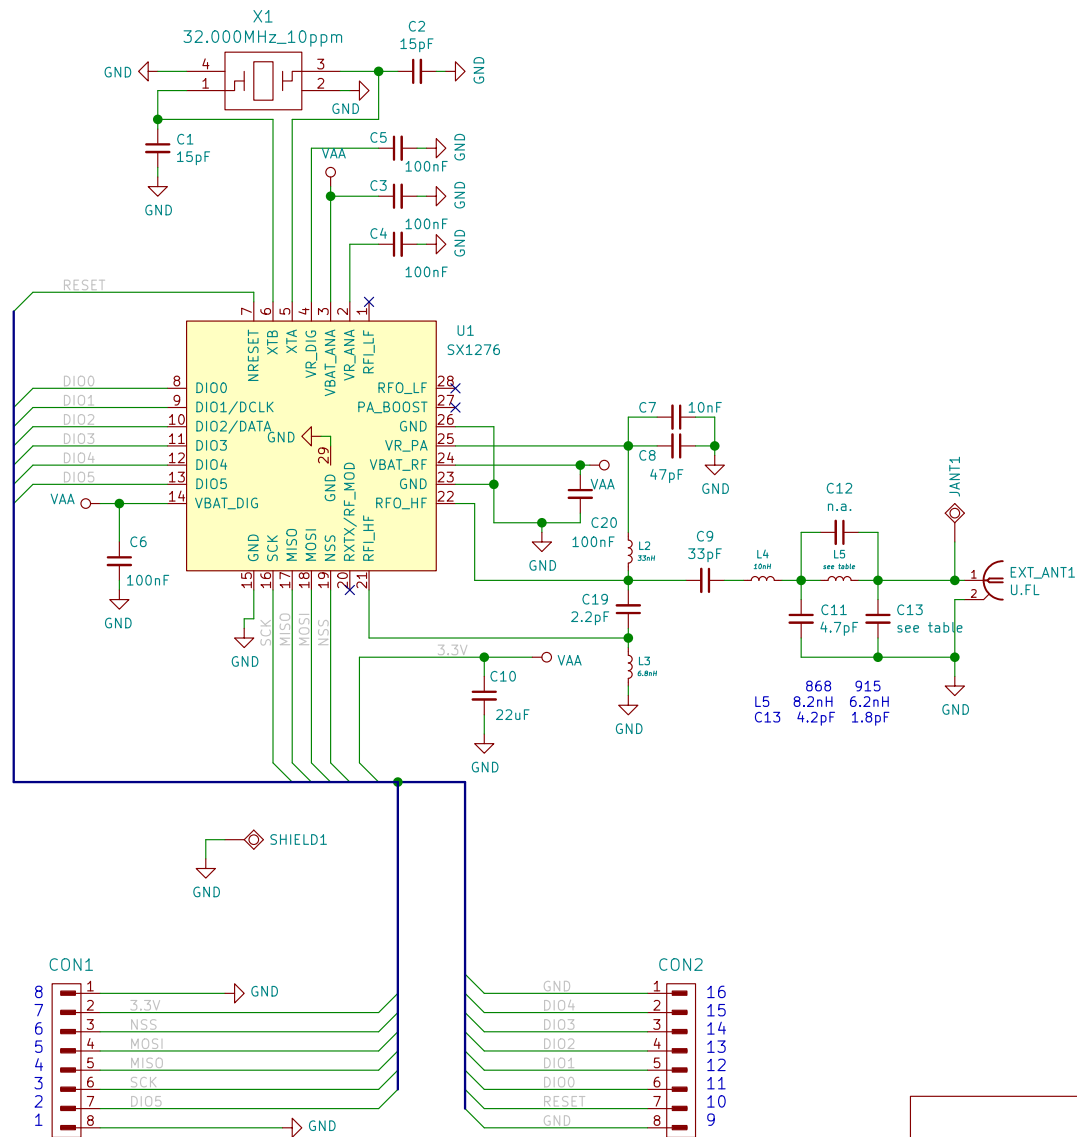 X1
32.000MHz_10ppm
C2
15pF
GND 4 3 GND
1 2
GND
C1
15pF
GND
C5
100nF
GND
VAA
C3
100nF
GND
C4
100nF
GND
RESET
7 6 5 4 3 2 1
NRESET XTB XTA VR_DIG VBAT_ANA VR_ANA RFI_LF
U1
SX1276
DIO0 8 DIO0
DIO1 9 DIO1/DCLK
DIO2 10 DIO2/DATA
DIO3 11 DIO3
DIO4 12 DIO4
DIO5 13 DIO5
VAA 14 VBAT_DIG
RFO_LF 28
PA_BOOST 27
GND 26
VR_PA 25
VBAT_RF 24
GND 23
RFO_HF 22
GND 29 GND
GND SCK MISO MOSI NSS RXTX/RF_MOD RFI_HF
15 16 17 18 19 20 21
C6
100nF
GND
GND
SCK MISO MOSI NSS
C7 10nF
C8
47pF
GND
VAA
C20
100nF
GND
L2
33nH
C9
33pF
L4
10nH
C12
n.a.
L5
see table
JANT1
1
2
EXT_ANT1
U.FL
C19
2.2pF
C11
4.7pF
C13
see table
L3
6.8nH
GND
3.3V
VAA
C10
22uF
GND
GND
868 915
L5 8.2nH 6.2nH
C13 4.2pF 1.8pF
SHIELD1
GND
CON1
8 1 GND
7 2 3.3V
6 3 NSS
5 4 MOSI
4 5 MISO
3 6 SCK
2 7 DIO5
1 8 GND
CON2
GND 1 16
DIO4 2 15
DIO3 3 14
DIO2 4 13
DIO1 5 12
DIO0 6 11
RESET 7 10
GND 8 9